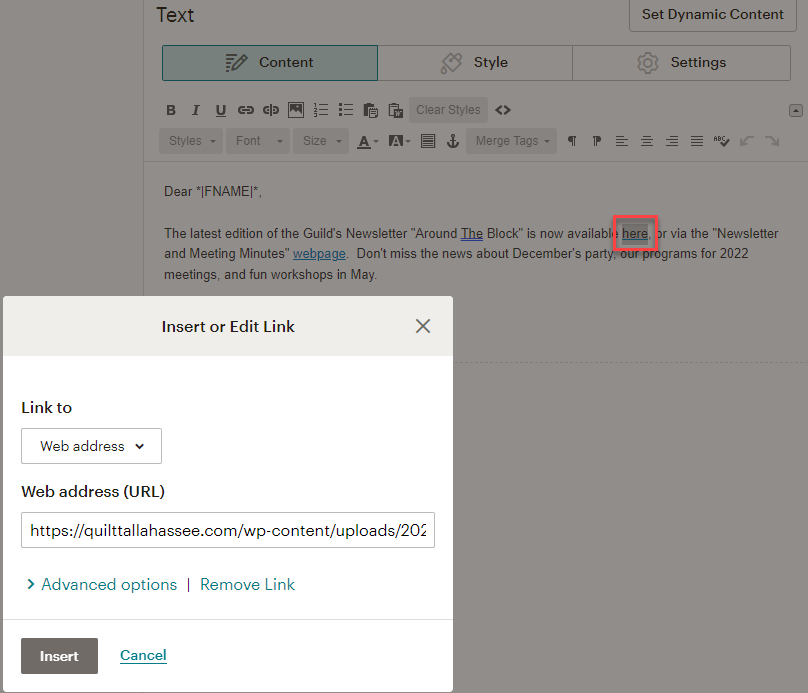 Text
Set Dynamic Content
Content
Style
Settings
B I U
Clear Styles
Styles
Font
Size
A
A
Merge Tags
ABC
Dear *|FNAME|*,
The latest edition of the Guild's Newsletter "Around The Block" is now available here, or via the "Newsletter
and Meeting Minutes" webpage. Don't miss the news about December's party, our programs for 2022
meetings, and fun workshops in May.
Insert or Edit Link
Link to
Web address
Web address (URL)
https://quilttallahassee.com/wp-content/uploads/202
Advanced options | Remove Link
Insert
Cancel